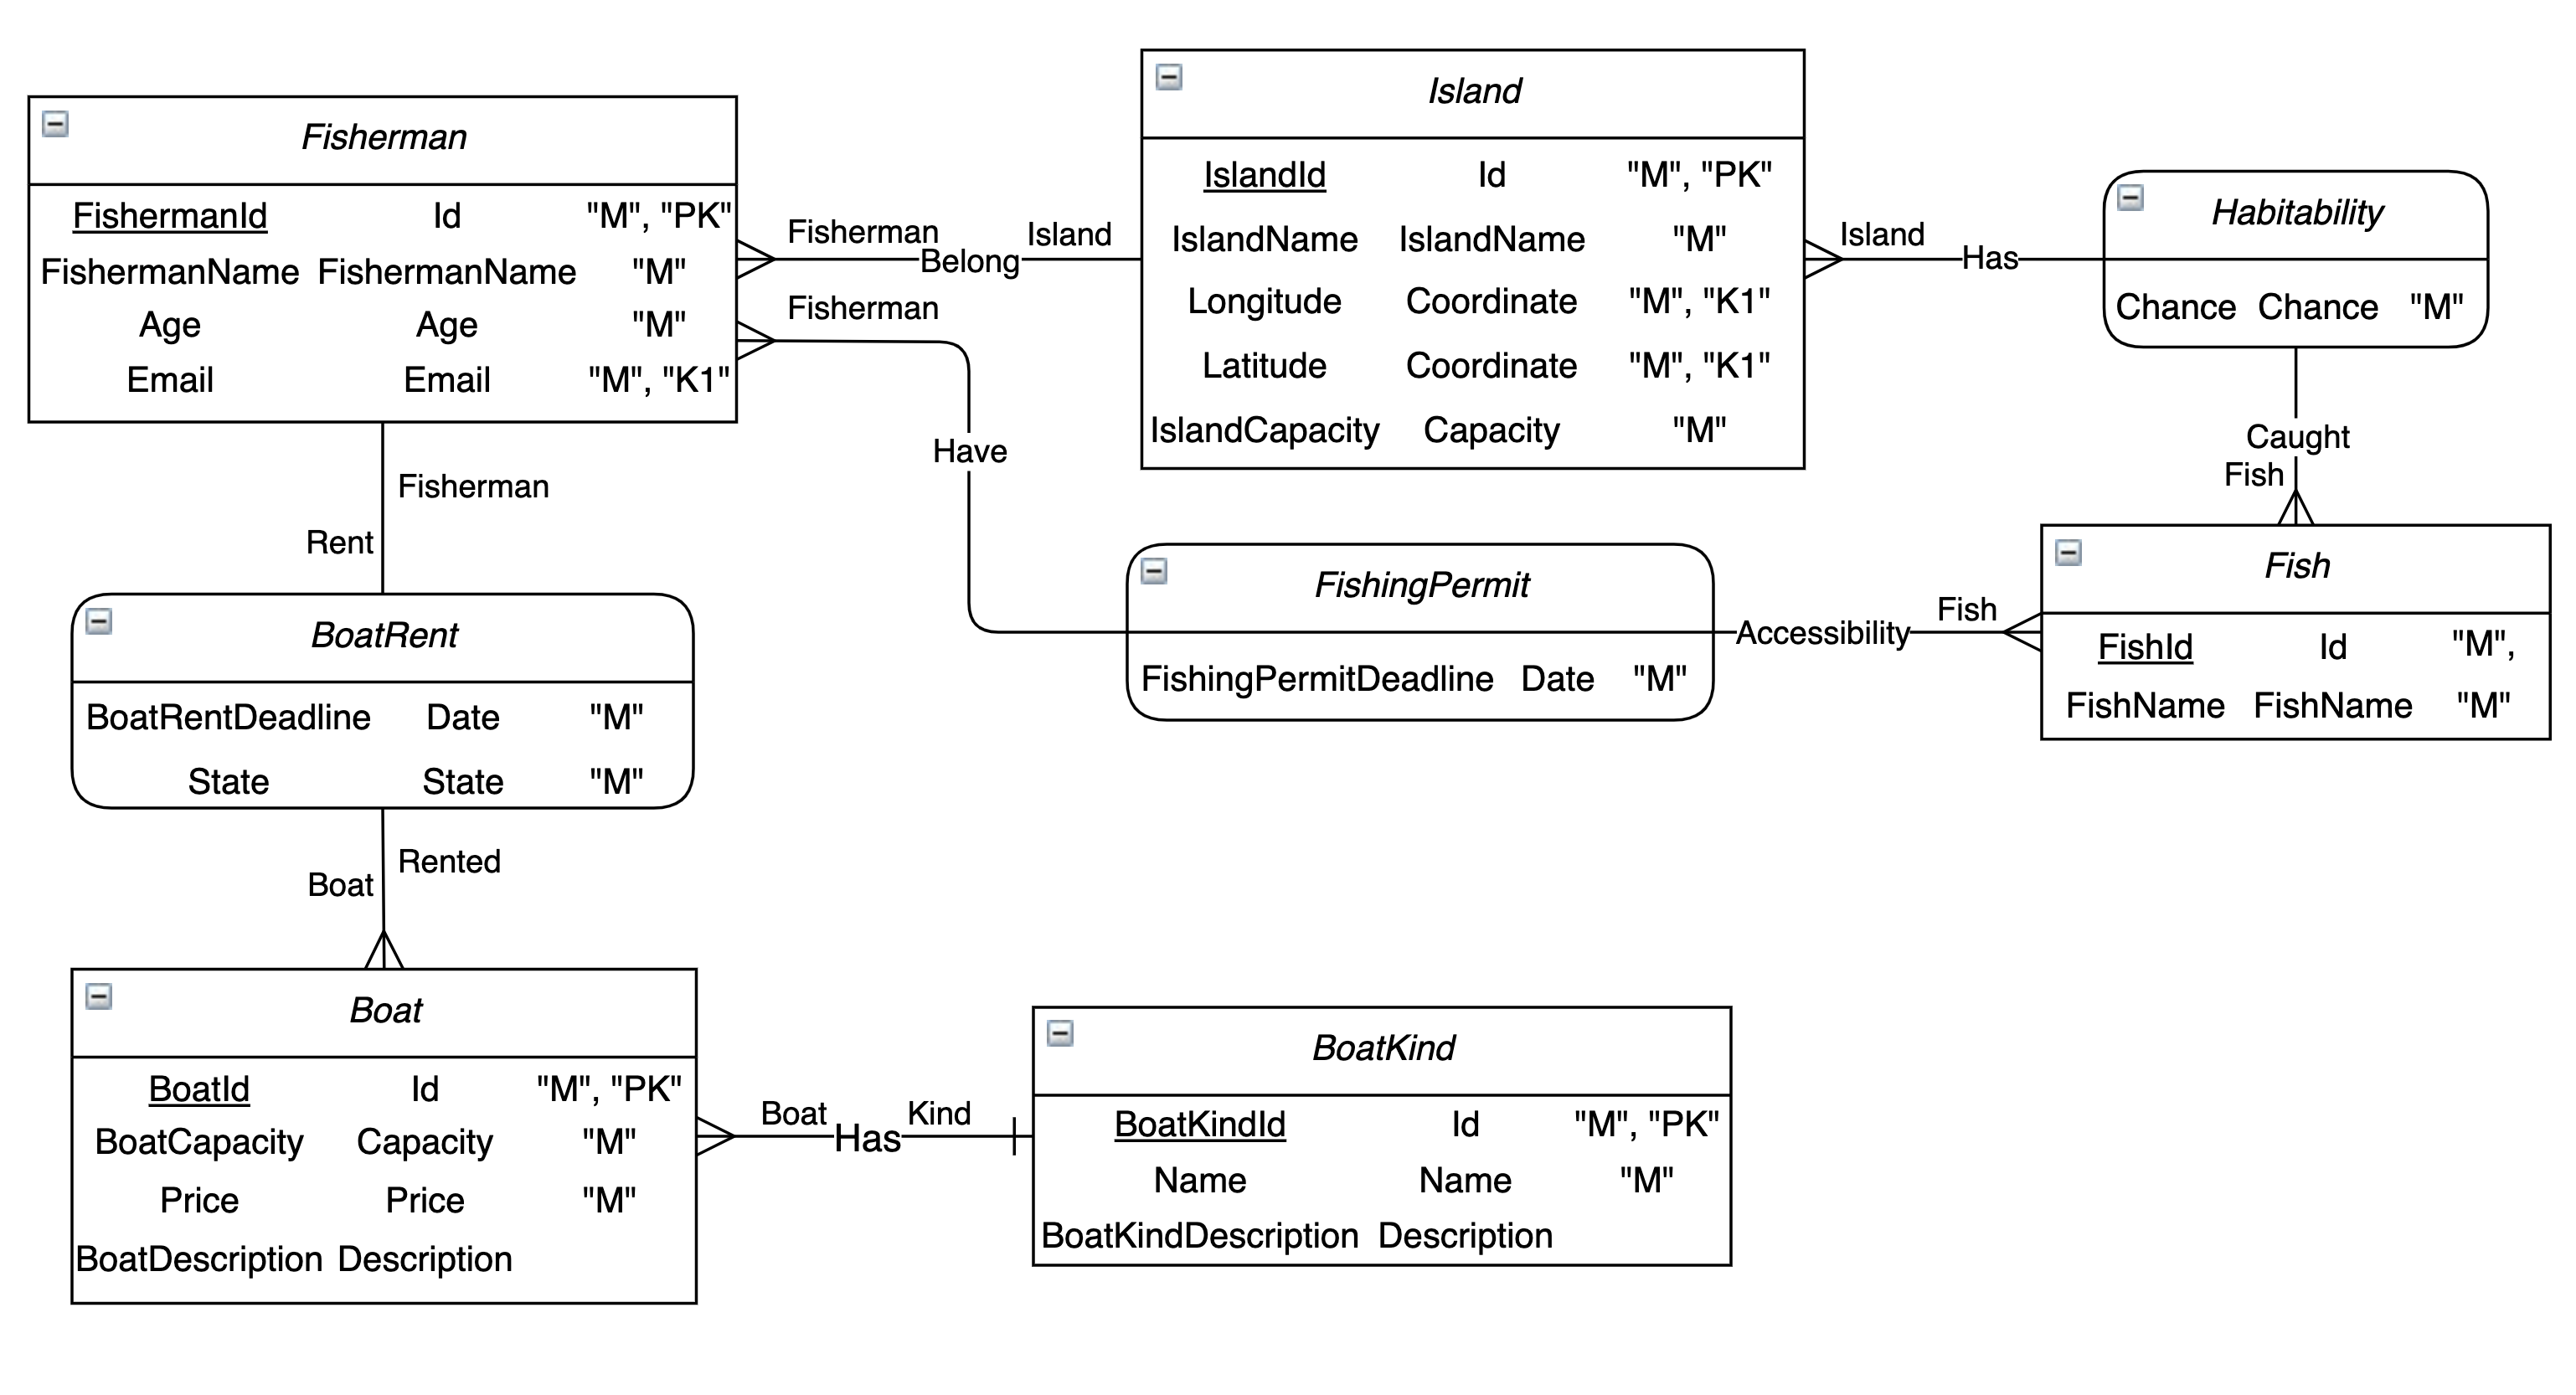 Fisherman
FishermanId Id "M", "PK"
FishermanName FishermanName "M"
Age Age "M"
Email Email "M", "K1"
Fisherman Belong Island
Island
IslandId Id "M", "PK"
IslandName IslandName "M"
Longitude Coordinate "M", "K1"
Latitude Coordinate "M", "K1"
IslandCapacity Capacity "M"
Island Has
Habitability
Chance Chance "M"
Caught
Fish
Fisherman
Have
FishingPermit
FishingPermitDeadline Date "M"
Accessibility Fish
Fish
FishId Id "M",
FishName FishName "M"
Fisherman
Rent
BoatRent
BoatRentDeadline Date "M"
State State "M"
Rented
Boat
Boat
BoatId Id "M", "PK"
BoatCapacity Capacity "M"
Price Price "M"
BoatDescription Description
Boat Has Kind
BoatKind
BoatKindId Id "M", "PK"
Name Name "M"
BoatKindDescription Description